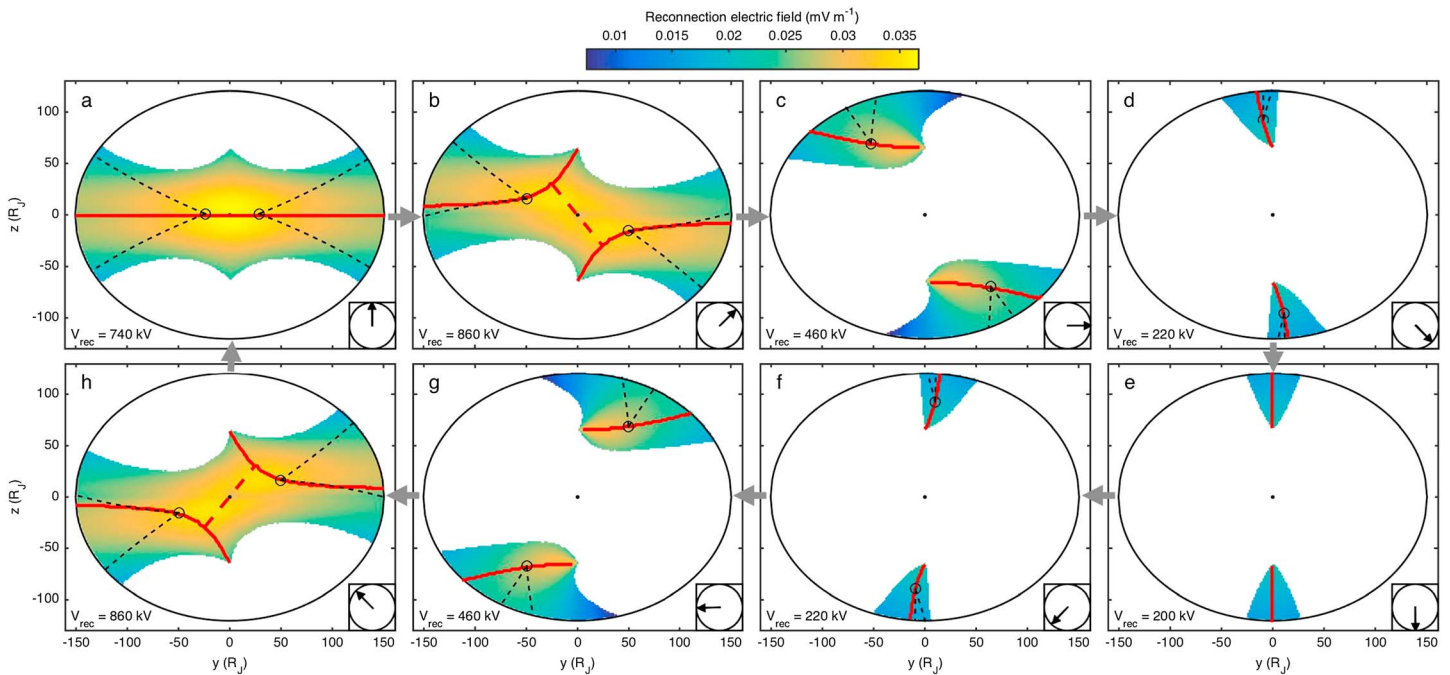 Reconnection electric field (mV m⁻¹)
0.01 0.015 0.02 0.025 0.03 0.035
a
b
c
d
100
50
0
-50
-100
z (R_J)
V_rec = 740 kV
V_rec = 860 kV
V_rec = 460 kV
V_rec = 220 kV
h
g
f
e
100
50
0
-50
-100
z (R_J)
V_rec = 860 kV
V_rec = 460 kV
V_rec = 220 kV
V_rec = 200 kV
-150 -100 -50 0 50 100 150
-150 -100 -50 0 50 100 150
-150 -100 -50 0 50 100 150
-150 -100 -50 0 50 100 150
y (R_J)
y (R_J)
y (R_J)
y (R_J)